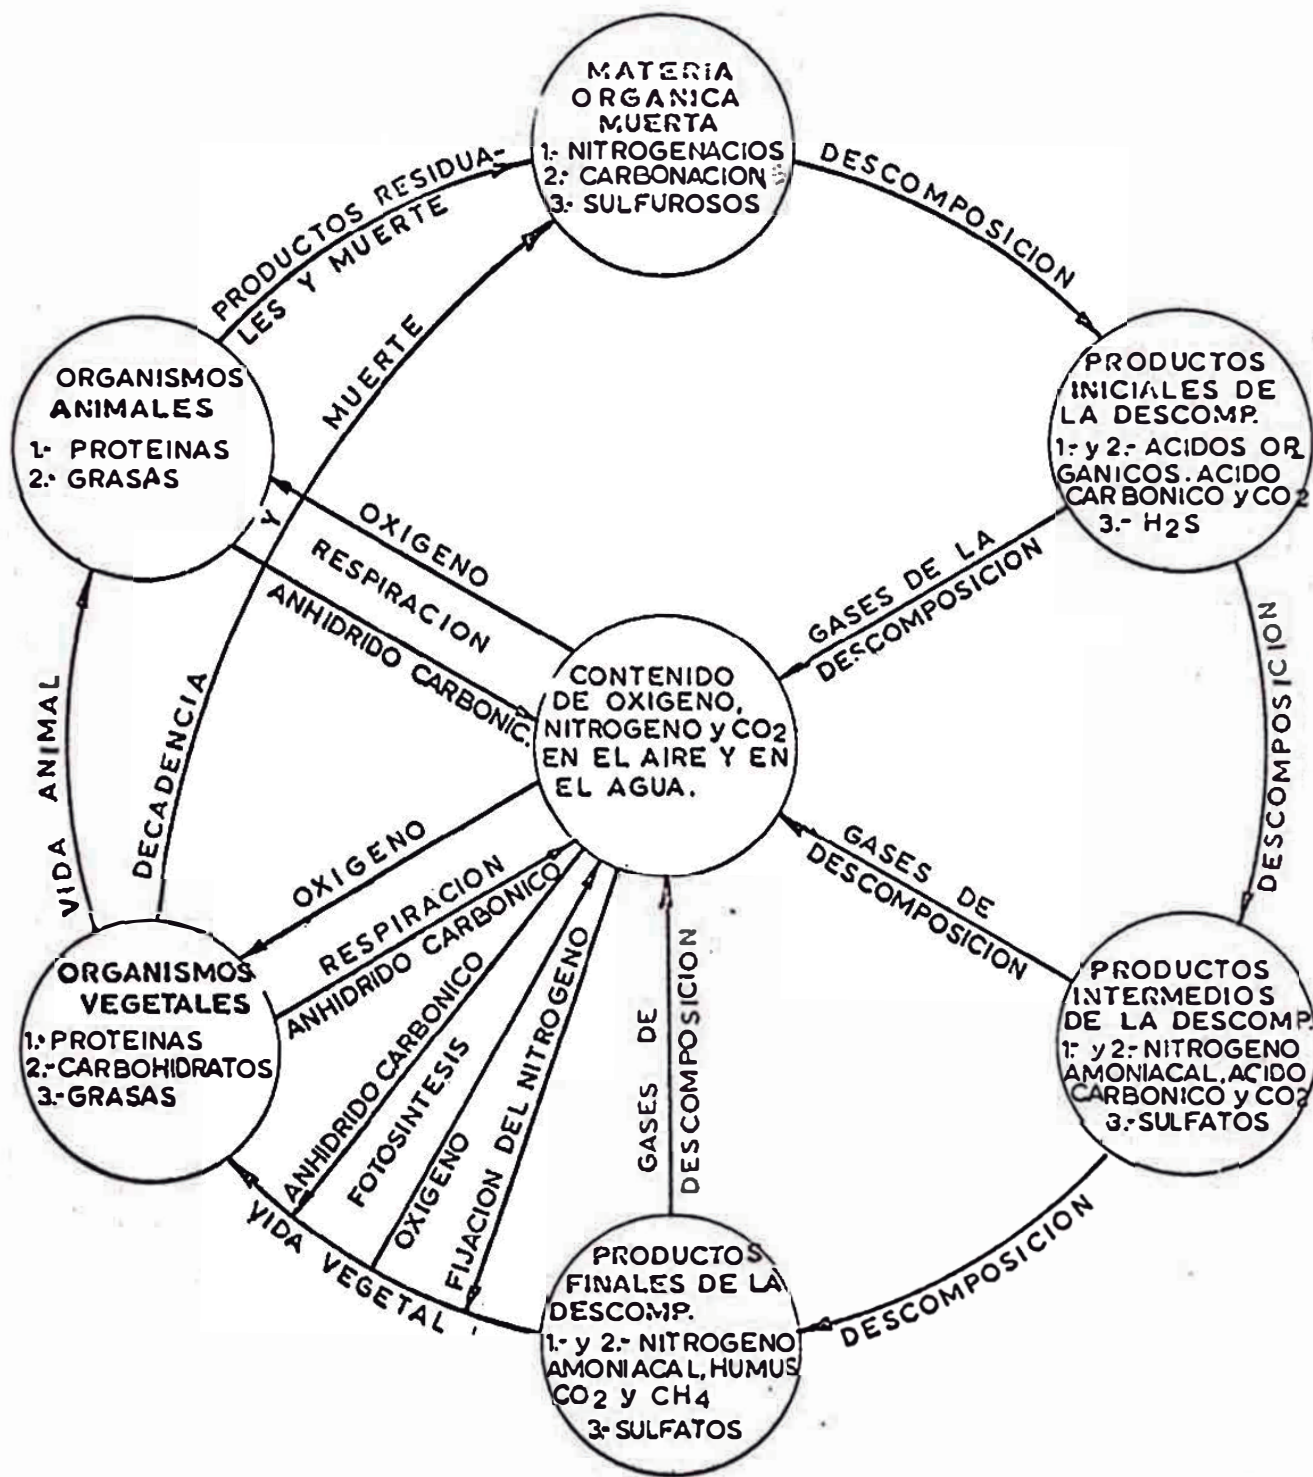 MATERIA
ORGANICA
MUERTA
1.- NITROGENACIOS
2.- CARBONACIONS
3.- SULFUROSOS
DESCOMPOSICION
PRODUCTOS
INICIALES DE
LA DESCOMP.
1.- y 2.- ACIDOS OR
GANICOS. ACIDO
CARBONICO y CO2
3.- H2S
DESCOMPOSICION
GASES DE LA
DESCOMPOSICION
PRODUCTOS
INTERMEDIOS
DE LA DESCOMP.
1.- y 2.- NITROGENO
AMONIACAL, ACIDO
CARBONICO y CO2
3.- SULFATOS
GASES DE
DESCOMPOSICION
DESCOMPOSICION
PRODUCTOS
FINALES DE LA
DESCOMP.
1.- y 2.- NITROGENO
AMONIACAL, HUMUS
CO2 y CH4
3.- SULFATOS
GASES DE
DESCOMPOSICION
VIDA VEGETAL
FIJACION DEL NITROGENO
OXIGENO
FOTOSINTESIS
ANHIDRIDO CARBONICO
ORGANISMOS
VEGETALES
1.- PROTEINAS
2.- CARBOHIDRATOS
3.- GRASAS
OXIGENO
RESPIRACION
ANHIDRIDO CARBONICO
VIDA ANIMAL
DECADENCIA Y MUERTE
ORGANISMOS
ANIMALES
1.- PROTEINAS
2.- GRASAS
PRODUCTOS RESIDUA-
LES Y MUERTE
OXIGENO
RESPIRACION
ANHIDRIDO CARBONIC.
CONTENIDO
DE OXIGENO,
NITROGENO y CO2
EN EL AIRE Y EN
EL AGUA.